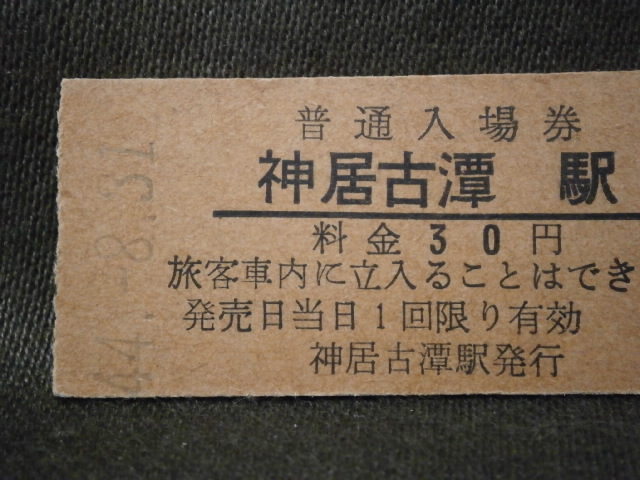 普通入場券
神居古潭 駅
料金30円
旅客車内に立入ることはでき
発売日当日1回限り有効
神居古潭駅発行
44.-8.31